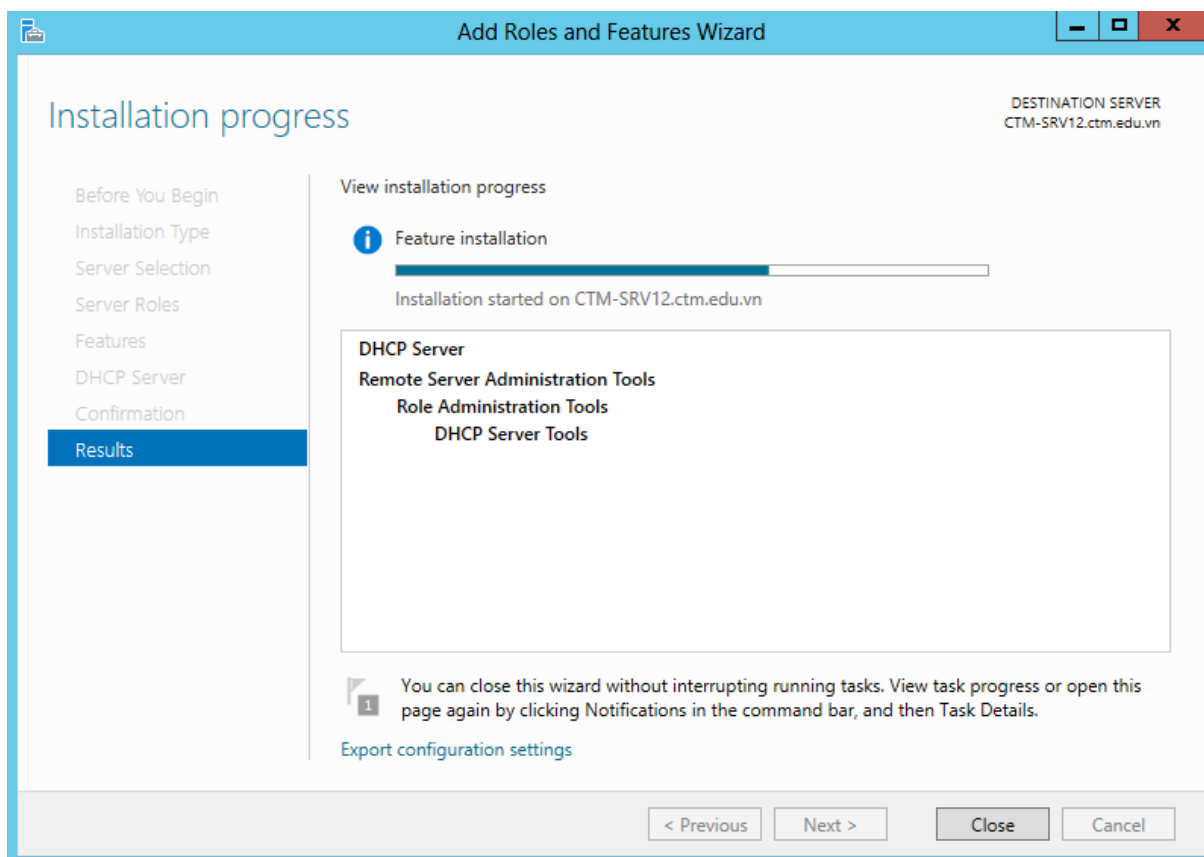 Add Roles and Features Wizard
Installation progress
DESTINATION SERVER
CTM-SRV12.ctm.edu.vn
Before You Begin
Installation Type
Server Selection
Server Roles
Features
DHCP Server
Confirmation
Results
View installation progress
Feature installation
Installation started on CTM-SRV12.ctm.edu.vn
DHCP Server
Remote Server Administration Tools
Role Administration Tools
DHCP Server Tools
1
You can close this wizard without interrupting running tasks. View task progress or open this
page again by clicking Notifications in the command bar, and then Task Details.
Export configuration settings
< Previous
Next >
Close
Cancel